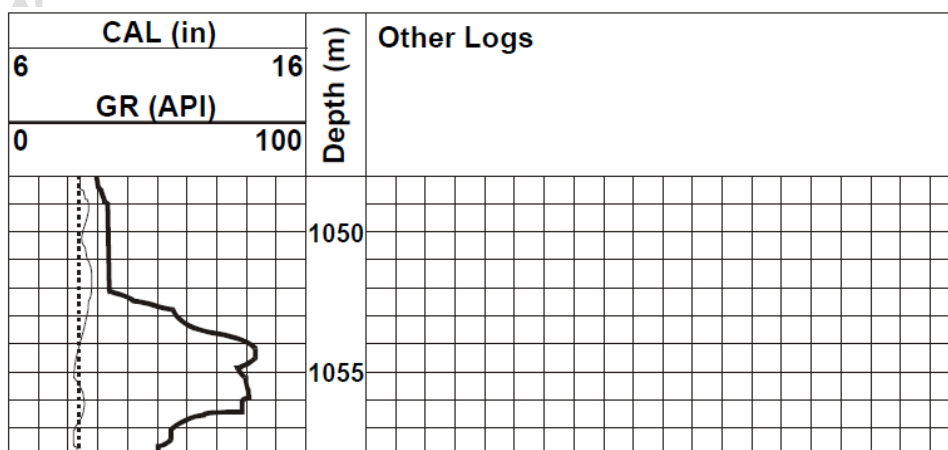 CAL (in)
6 16
GR (API)
0 100
Depth (m)
Other Logs
1050
1055